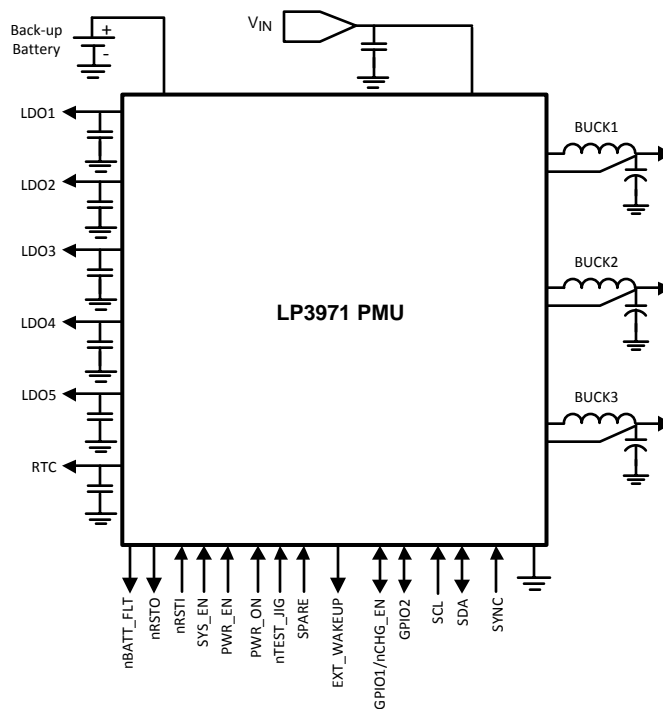 Back-up
Battery
+
-
VIN
LDO1
LDO2
LDO3
LDO4
LDO5
RTC
LP3971 PMU
BUCK1
BUCK2
BUCK3
nBATT_FLT
nRSTO
nRSTI
SYS_EN
PWR_EN
PWR_ON
nTEST_JIG
SPARE
EXT_WAKEUP
GPIO1/nCHG_EN
GPIO2
SCL
SDA
SYNC